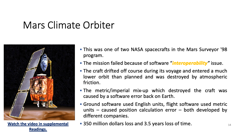 Mars Climate Orbiter
This was one of two NASA spacecrafts in the Mars Surveyor '98
program.
The mission failed because of software "interoperability" issue.
The craft drifted off course during its voyage and entered a much
lower orbit than planned and was destroyed by atmospheric
friction.
The metric/imperial mix-up which destroyed the craft was
caused by a software error back on Earth.
Ground software used English units, flight software used metric
units – caused position calculation error – both developed by
different companies.
350 million dollars loss and 3.5 years loss of time.
Watch the video in supplemental
Readings.